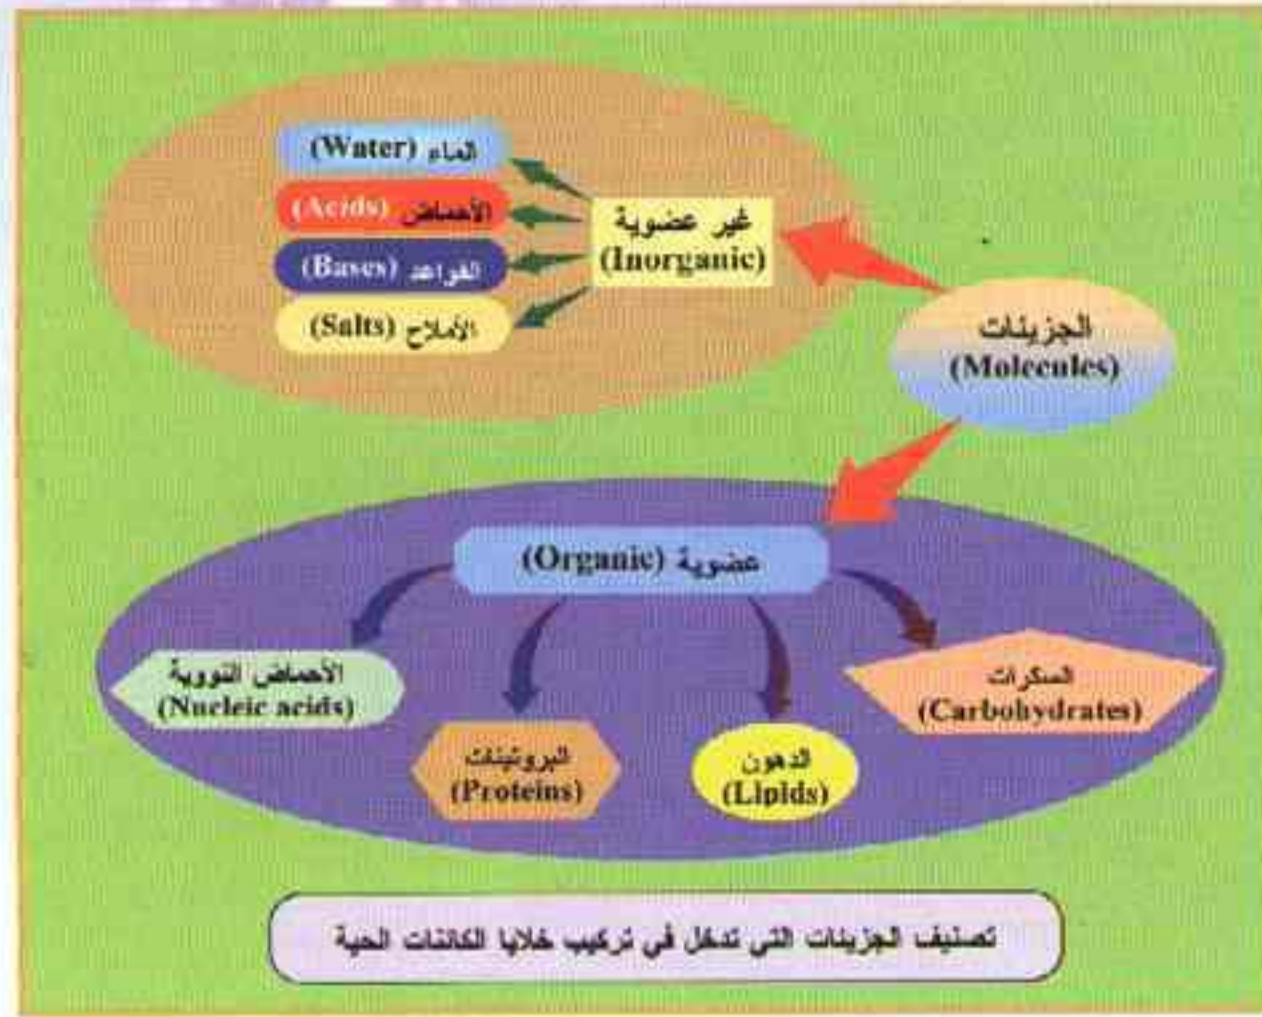 الماء (Water)
الأحماض (Acids)
القواعد (Bases)
الأملاح (Salts)
غير عضوية
(Inorganic)
الجزيئات
(Molecules)
عضوية (Organic)
السكرات
(Carbohydrates)
الدهون
(Lipids)
البروتينات
(Proteins)
الأحماض النووية
(Nucleic acids)
تصنيف الجزيئات التي تدخل في تركيب خلايا الكائنات الحية